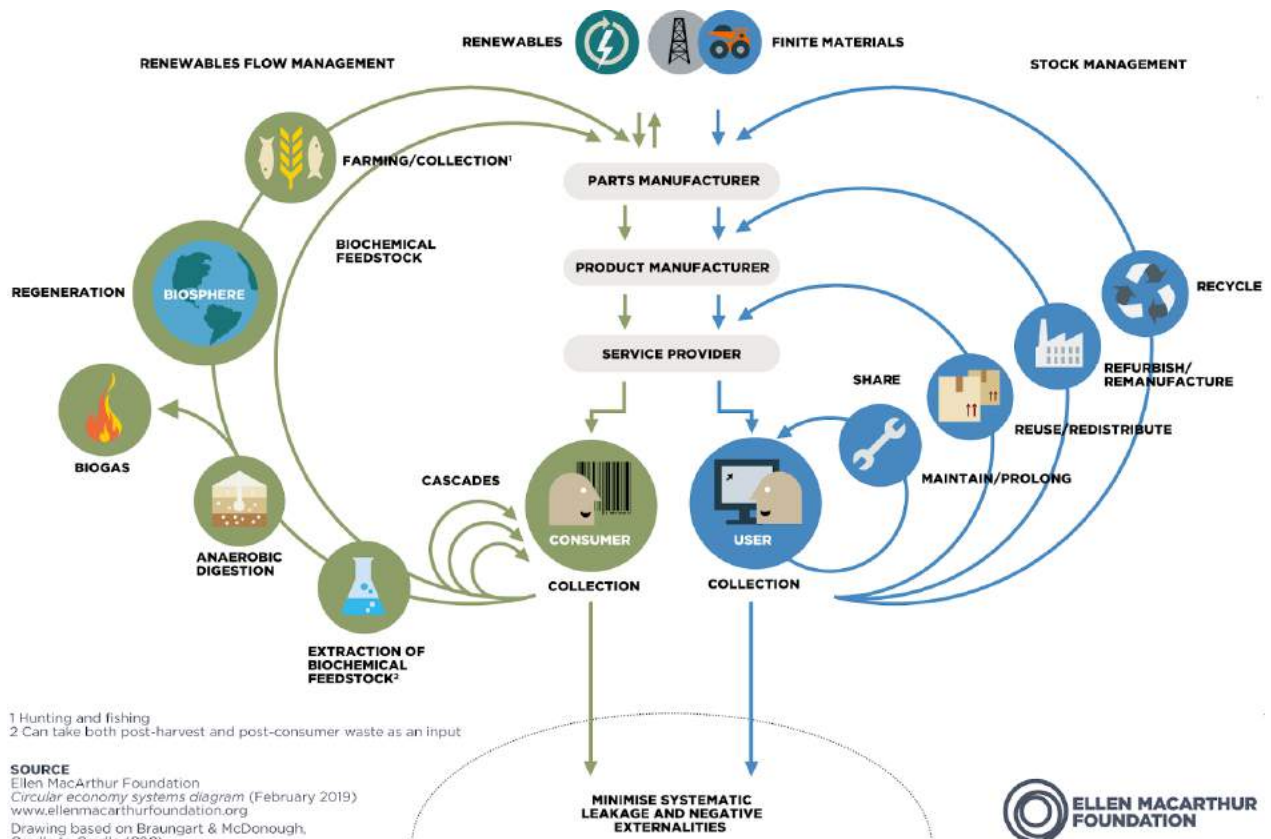 RENEWABLES
FINITE MATERIALS
RENEWABLES FLOW MANAGEMENT
STOCK MANAGEMENT
FARMING/COLLECTION¹
PARTS MANUFACTURER
BIOCHEMICAL
FEEDSTOCK
PRODUCT MANUFACTURER
REGENERATION
BIOSPHERE
RECYCLE
SERVICE PROVIDER
SHARE
REFURBISH/
REMANUFACTURE
REUSE/REDISTRIBUTE
BIOGAS
CASCADES
MAINTAIN/PROLONG
CONSUMER
USER
ANAEROBIC
DIGESTION
COLLECTION
COLLECTION
EXTRACTION OF
BIOCHEMICAL
FEEDSTOCK²
1 Hunting and fishing
2 Can take both post-harvest and post-consumer waste as an input
SOURCE
Ellen MacArthur Foundation
Circular economy systems diagram (February 2019)
www.ellenmacarthurfoundation.org
Drawing based on Braungart & McDonough,
MINIMISE SYSTEMATIC
LEAKAGE AND NEGATIVE
EXTERNALITIES
ELLEN MACARTHUR
FOUNDATION